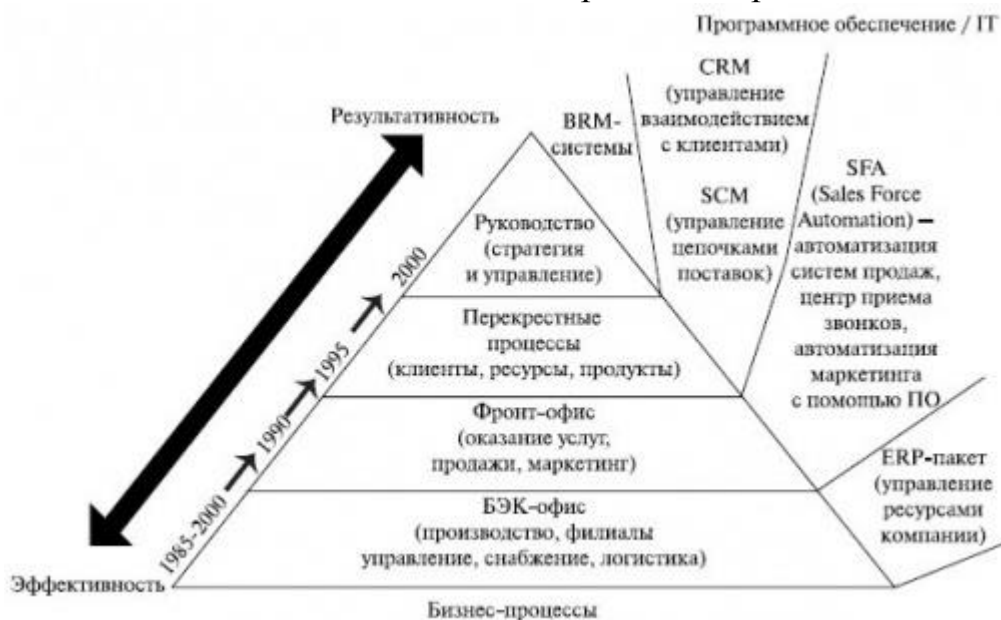 Программное обеспечение / IT
Результативность
BRM-
системы
CRM
(управление
взаимодействием
с клиентами)
SCM
(управление
цепочками
поставок)
SFA
(Sales Force
Automation) —
автоматизация
систем продаж,
центр приема
звонков,
автоматизация
маркетинга
с помощью ПО
ERP-пакет
(управление
ресурсами
компании)
Руководство
(стратегия
и управление)
Перекрестные
процессы
(клиенты, ресурсы, продукты)
Фронт-офис
(оказание услуг,
продажи, маркетинг)
БЭК-офис
(производство, филиалы
управление, снабжение, логистика)
2000
1995
1990
1985-2000
Эффективность
Бизнес-процессы